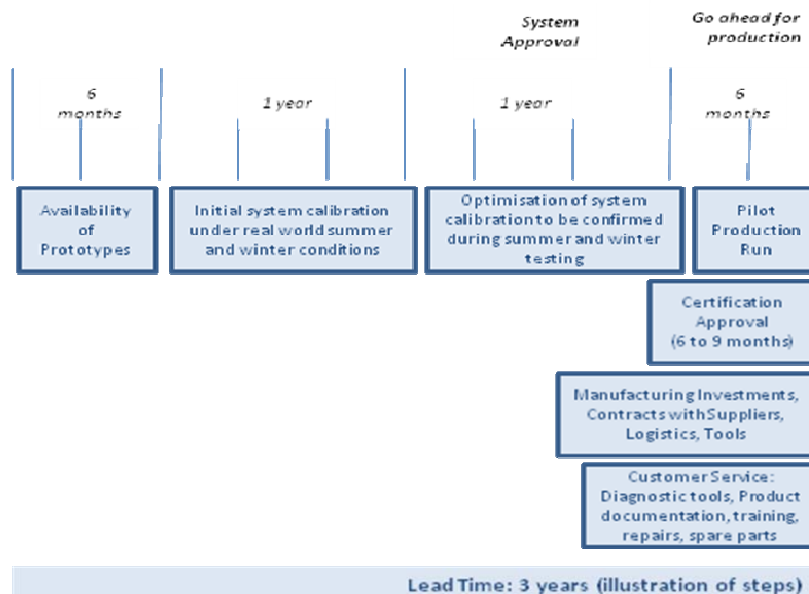 System
Approval
Go ahead for
production
6
months
1 year
1 year
6
months
Availability
of
Prototypes
Initial system calibration
under real world summer
and winter conditions
Optimisation of system
calibration to be confirmed
during summer and winter
testing
Pilot
Production
Run
Certification
Approval
(6 to 9 months)
Manufacturing Investments,
Contracts with Suppliers,
Logistics, Tools
Customer Service:
Diagnostic tools, Product
documentation, training,
repairs, spare parts
Lead Time: 3 years (illustration of steps)